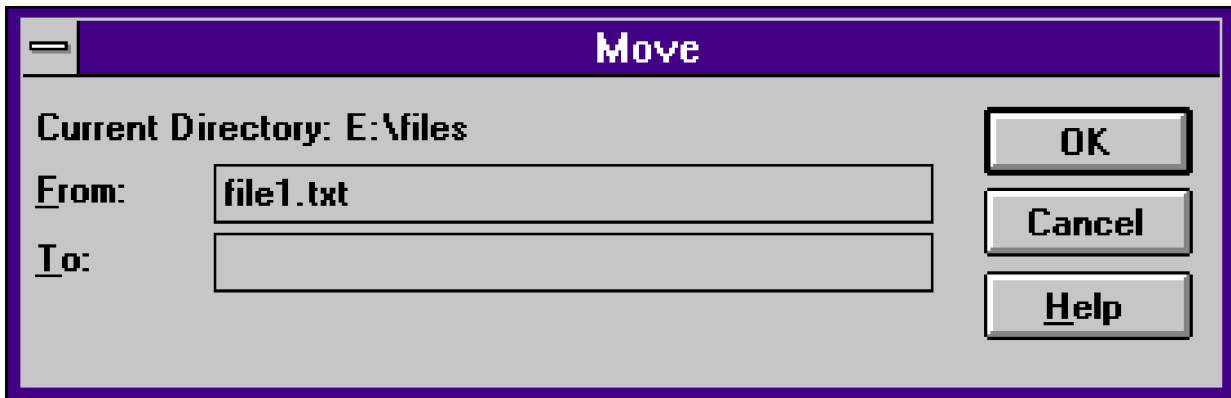 Move
Current Directory: E:\files
From: file1.txt
To:
OK
Cancel
Help